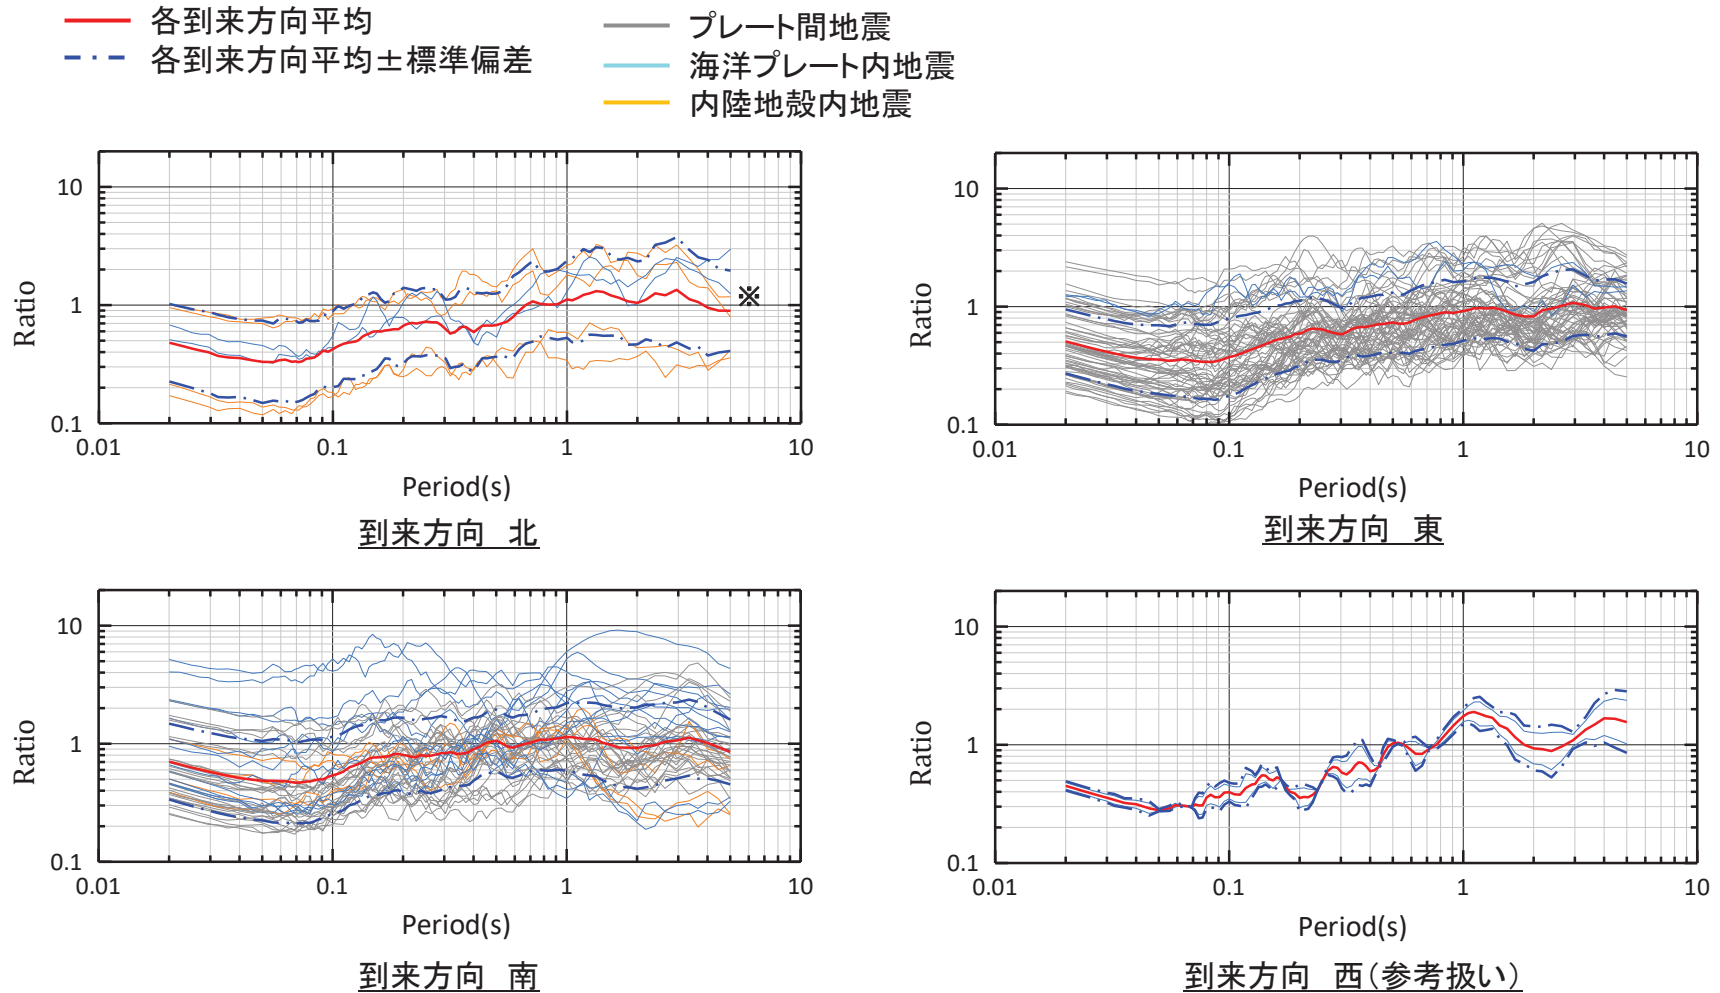 各到来方向平均
各到来方向平均±標準偏差
プレート間地震
海洋プレート内地震
内陸地殻内地震
Ratio
10
1
0.1
0.01
0.1
1
10
※
Period(s)
到来方向 北
Ratio
10
1
0.1
0.01
0.1
1
10
Period(s)
到来方向 東
Ratio
10
1
0.1
0.01
0.1
1
10
Period(s)
到来方向 南
Ratio
10
1
0.1
0.01
0.1
1
10
Period(s)
到来方向 西(参考扱い)